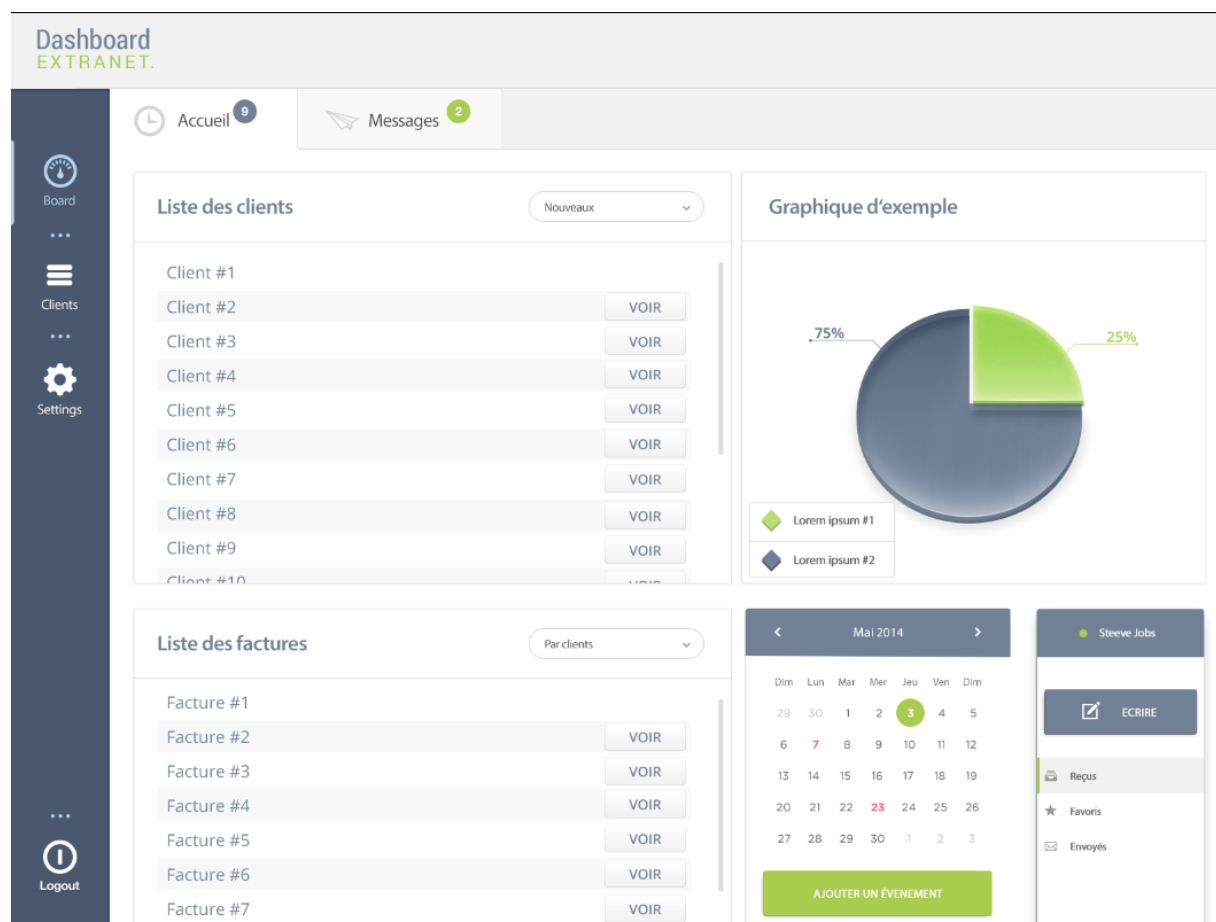 Dashboard
EXTRANET.
Accueil 9
Messages 2
Board
Clients
Settings
Logout
Liste des clients
Nouveaux
Client #1
Client #2 VOIR
Client #3 VOIR
Client #4 VOIR
Client #5 VOIR
Client #6 VOIR
Client #7 VOIR
Client #8 VOIR
Client #9 VOIR
Client #10 VOIR
Graphique d'exemple
75%
25%
Lorem ipsum #1
Lorem ipsum #2
Liste des factures
Par clients
Facture #1
Facture #2 VOIR
Facture #3 VOIR
Facture #4 VOIR
Facture #5 VOIR
Facture #6 VOIR
Facture #7 VOIR
Mai 2014
Dim Lun Mar Mer Jeu Ven Dim
29 30 1 2 3 4 5
6 7 8 9 10 11 12
13 14 15 16 17 18 19
20 21 22 23 24 25 26
27 28 29 30 1 2 3
AJOUTER UN ÉVENEMENT
Steeve Jobs
ECRIRE
Reçus
Favoris
Envoyés